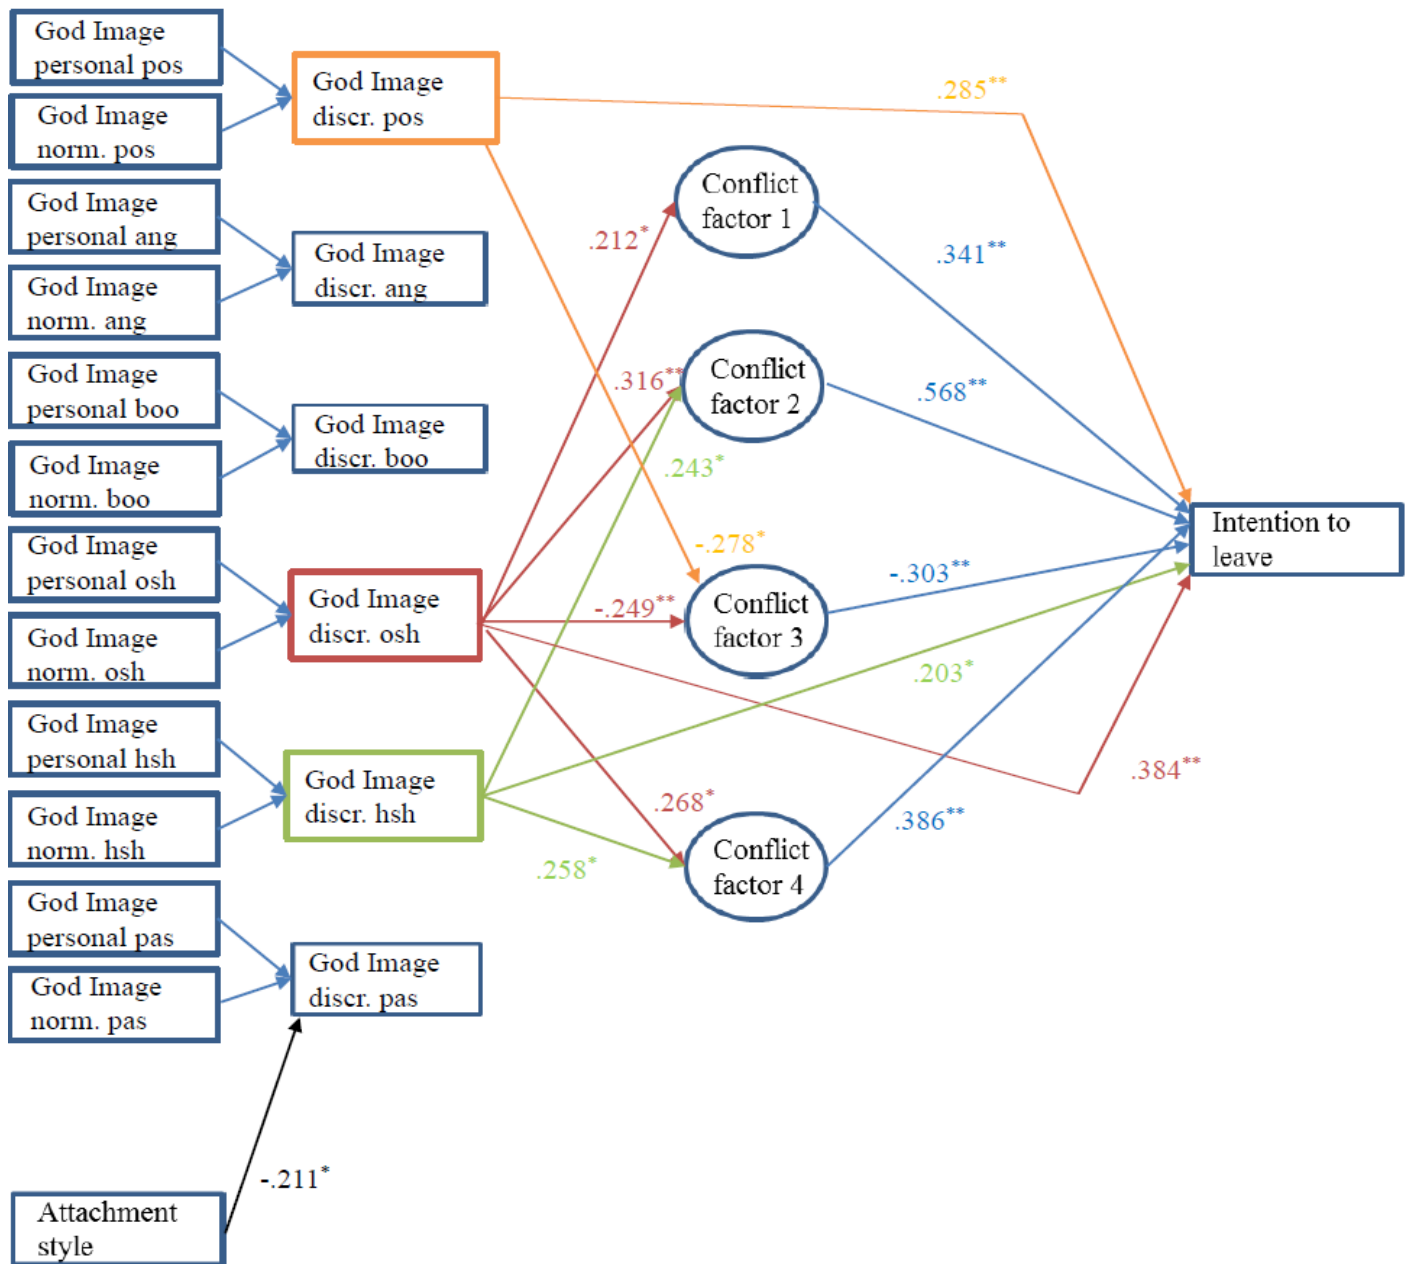 God Image
personal pos
God Image
norm. pos
God Image
discr. pos
.285**
God Image
personal ang
God Image
norm. ang
God Image
discr. ang
Conflict
factor 1
.212*
.341**
God Image
personal boo
God Image
norm. boo
God Image
discr. boo
Conflict
factor 2
.316**
.568**
.243*
God Image
personal osh
God Image
norm. osh
God Image
discr. osh
-.278*
-.249**
Conflict
factor 3
-.303**
Intention to
leave
God Image
personal hsh
God Image
norm. hsh
God Image
discr. hsh
.203*
.384**
.268*
.258*
Conflict
factor 4
.386**
God Image
personal pas
God Image
norm. pas
God Image
discr. pas
-.211*
Attachment
style